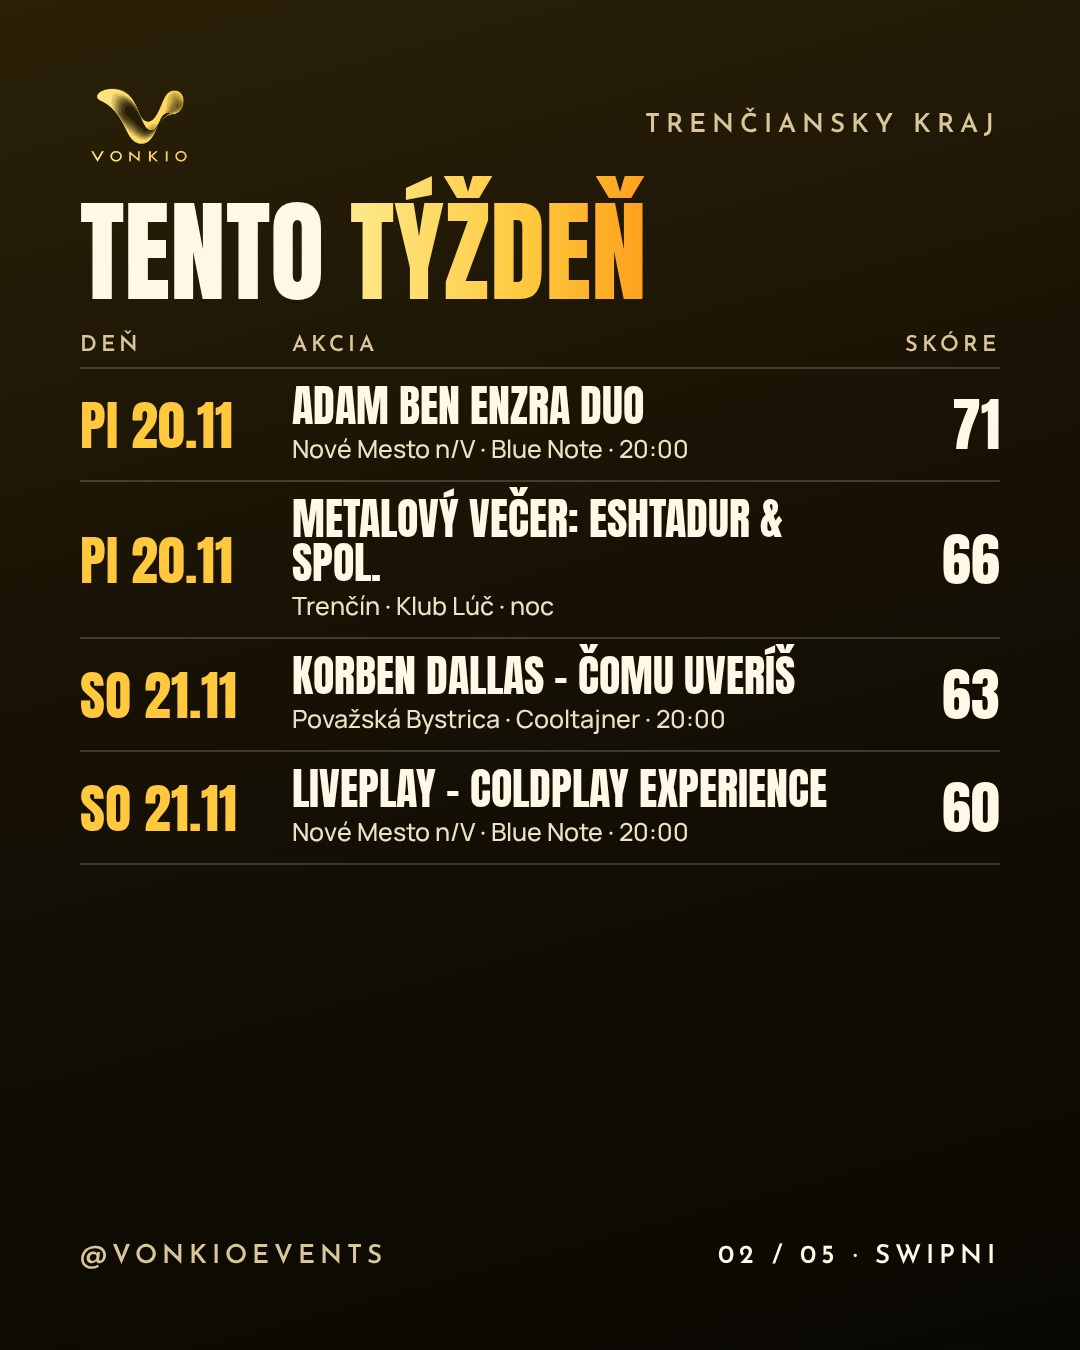 VONKIO
TRENČIANSKY KRAJ
TENTO TÝŽDEŇ
DEŇ AKCIA SKÓRE
PI 20.11 ADAM BEN ENZRA DUO 71
Nové Mesto n/V · Blue Note · 20:00
PI 20.11 METALOVÝ VEČER: ESHTADUR & 66
SPOL.
Trenčín · Klub Lúč · noc
SO 21.11 KORBEN DALLAS – ČOMU UVERÍŠ 63
Považská Bystrica · Cooltajner · 20:00
SO 21.11 LIVEPLAY – COLDPLAY EXPERIENCE 60
Nové Mesto n/V · Blue Note · 20:00
@VONKIOEVENTS 02 / 05 · SWIPNI